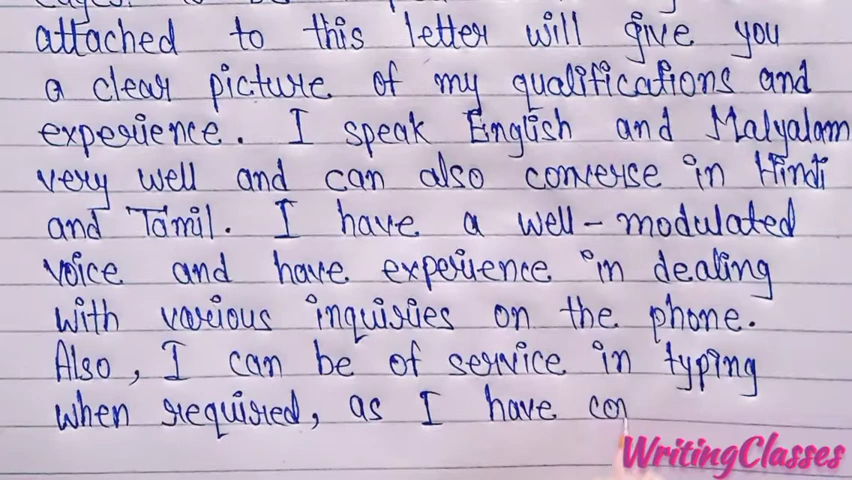 attached to this letter will give you
a clear picture of my qualifications and
experience. I speak English and Malyalam
very well and can also converse in Hindi
and Tamil. I have a well-modulated
voice and have experience in dealing
with various inquiries on the phone.
Also, I can be of service in typing
when required, as I have con
WritingClasses